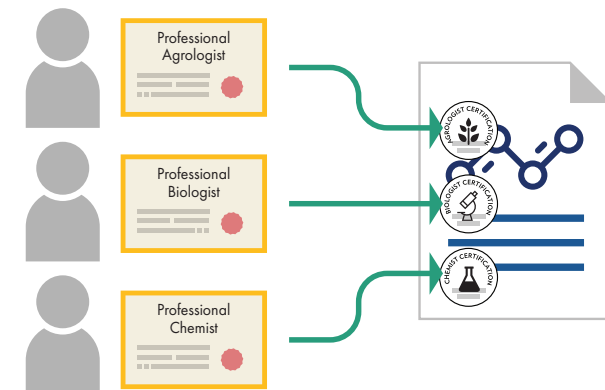 Professional
Agrologist
AGROLOGIST CERTIFICATION
Professional
Biologist
BIOLOGIST CERTIFICATION
Professional
Chemist
CHEMIST CERTIFICATION